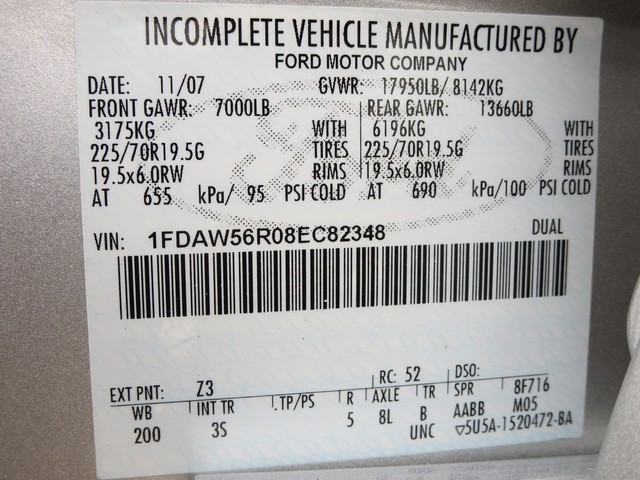 INCOMPLETE VEHICLE MANUFACTURED BY
FORD MOTOR COMPANY
DATE: 11/07 GVWR: 17950LB/ 8142KG
FRONT GAWR: 7000LB REAR GAWR: 13660LB
3175KG WITH 6196KG WITH
225/70R19.5G TIRES 225/70R19.5G TIRES
19.5x6.0RW RIMS 19.5x6.0RW RIMS
AT 655 kPa/ 95 PSI COLD AT 690 kPa/100 PSI COLD
VIN: 1FDAW56R08EC82348 DUAL
EXT PNT: Z3 RC: 52 DSO:
WB INT TR .TP/PS R AXLE TR SPR 8F716
200 3S 5 8L B AABB M05
UNC ▽5U5A-1520472-BA